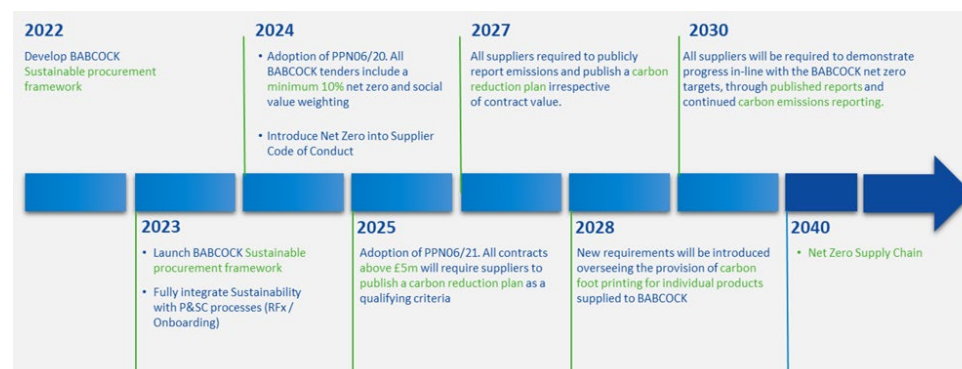 2022
Develop BABCOCK
Sustainable procurement
framework
2024
• Adoption of PPN06/20. All
BABCOCK tenders include a
minimum 10% net zero and social
value weighting
• Introduce Net Zero into Supplier
Code of Conduct
2027
All suppliers required to publicly
report emissions and publish a carbon
reduction plan irrespective
of contract value.
2030
All suppliers will be required to demonstrate
progress in-line with the BABCOCK net zero
targets, through published reports and
continued carbon emissions reporting.
2023
• Launch BABCOCK Sustainable
procurement framework
• Fully integrate Sustainability
with P&SC processes (RFx /
Onboarding)
2025
Adoption of PPN06/21. All contracts
above £5m will require suppliers to
publish a carbon reduction plan as a
qualifying criteria
2028
New requirements will be introduced
overseeing the provision of carbon
foot printing for individual products
supplied to BABCOCK
2040
• Net Zero Supply Chain